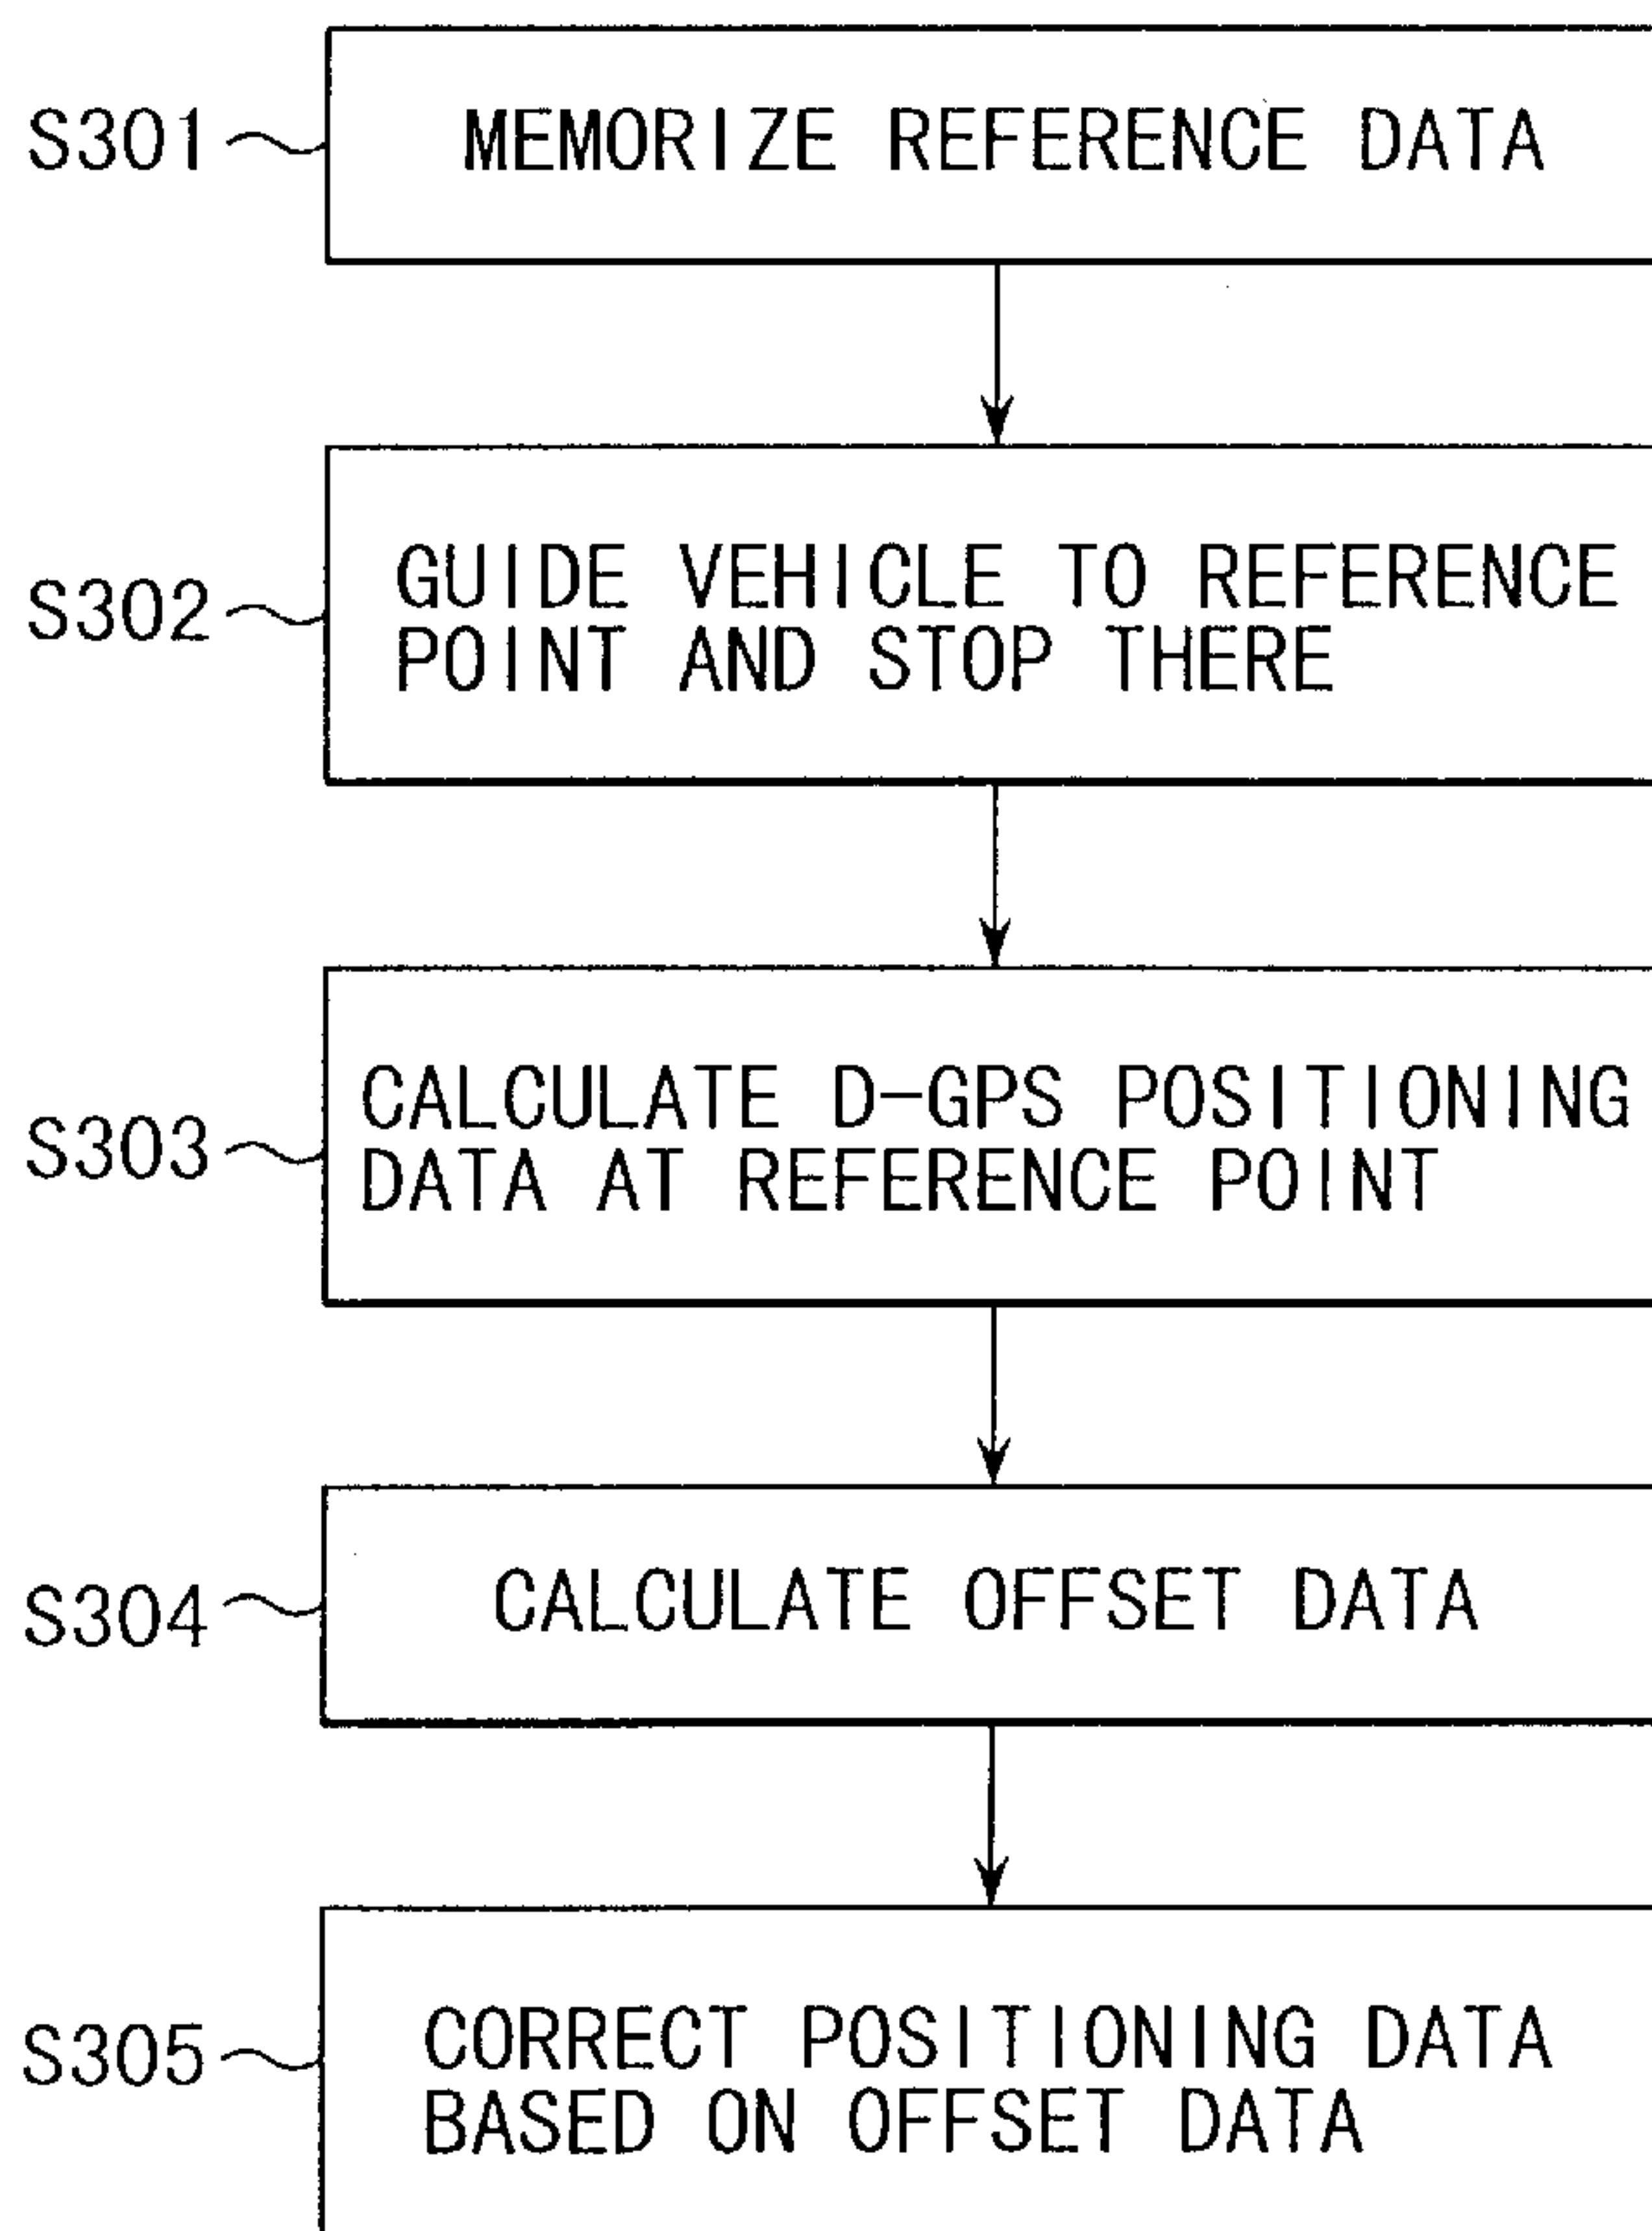 S301
MEMORIZE REFERENCE DATA
S302
GUIDE VEHICLE TO REFERENCE
POINT AND STOP THERE
S303
CALCULATE D-GPS POSITIONING
DATA AT REFERENCE POINT
S304
CALCULATE OFFSET DATA
S305
CORRECT POSITIONING DATA
BASED ON OFFSET DATA